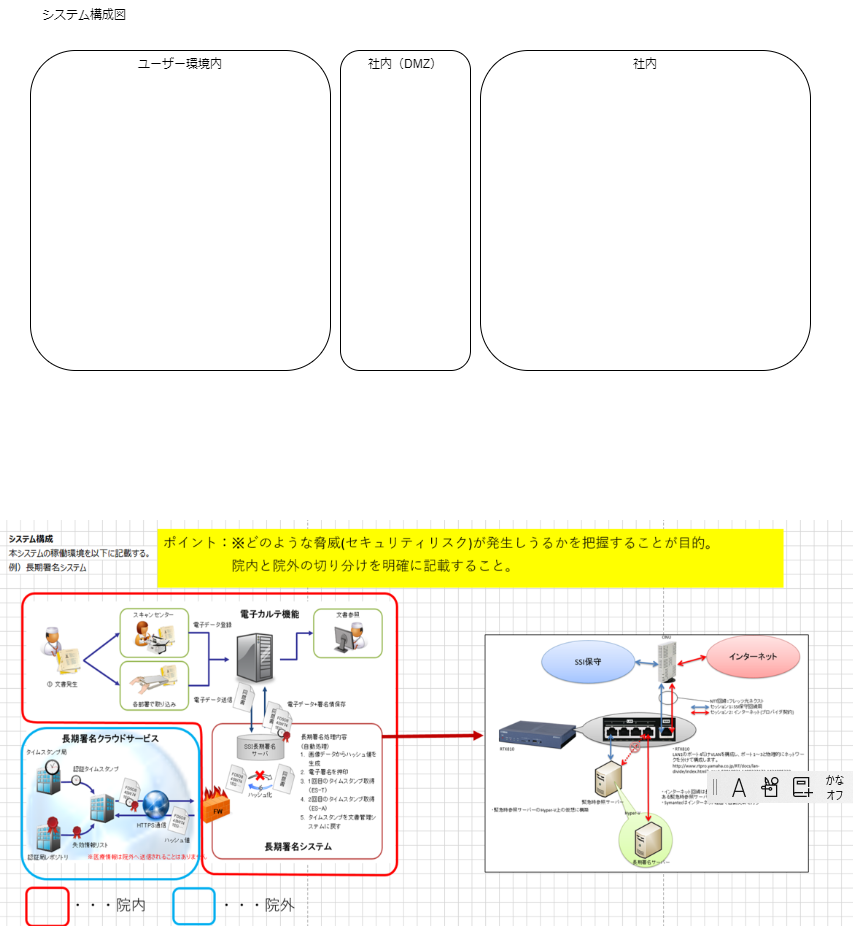 システム構成図
ユーザー環境内
社内（DMZ）
社内
システム構成
本システムの稼働環境を以下に記載する。
例）長期署名システム
ポイント：※どのような脅威(セキュリティリスク)が発生しうるかを把握することが目的。
院内と院外の切り分けを明確に記載すること。
スキャンセンター
電子データ登録
電子カルテ機能
文書参照
① 文書発生
各部署で取り込み
電子データ送信
電子データ+署名値保存
長期署名クラウドサービス
タイムスタンプ局
認証タイムスタンプ
HTTPS通信
ハッシュ値
失効情報リスト
認証局レポジトリ
※医療情報は院外へ送信されることはありません。
FW
SSI長期署名
サーバ
ハッシュ化
長期署名処理内容
(自動処理)
1. 画像データからハッシュ値を
生成
2. 電子署名を押印
3. 1回目のタイムスタンプ取得
(ES-T)
4. 2回目のタイムスタンプ取得
(ES-A)
5. タイムスタンプを文書管理シ
ステムに戻す
長期署名システム
・・・院内
・・・院外
ONU
SSI保守
インターネット
RTX810
・RTX810
緊急時参照サーバー
Hyper-V
長期署名サーバー
A
かな
オフ